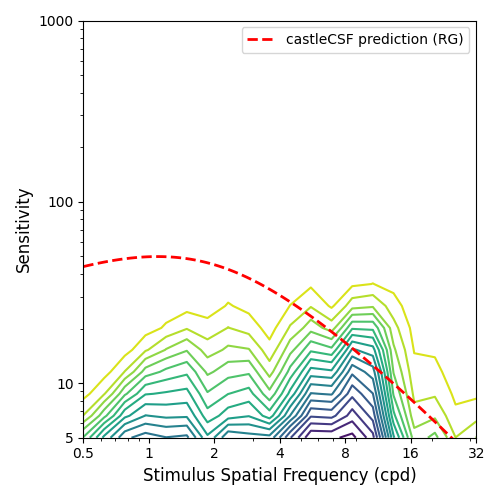 1000
castleCSF prediction (RG)
100
Sensitivity
10
5
0.5 1 2 4 8 16 32
Stimulus Spatial Frequency (cpd)